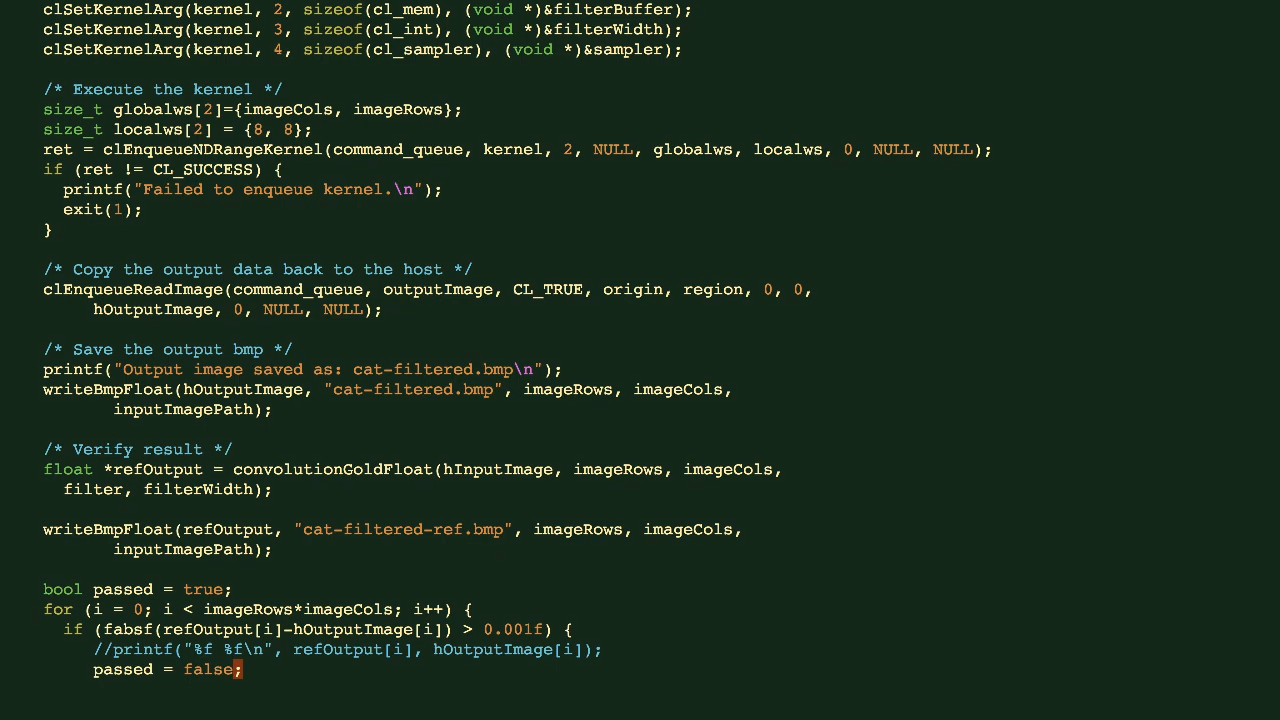 clSetKernelArg(kernel, 2, sizeof(cl_mem), (void *)&filterBuffer);
clSetKernelArg(kernel, 3, sizeof(cl_int), (void *)&filterWidth);
clSetKernelArg(kernel, 4, sizeof(cl_sampler), (void *)&sampler);
/* Execute the kernel */
size_t globalws[2]={imageCols, imageRows};
size_t localws[2] = {8, 8};
ret = clEnqueueNDRangeKernel(command_queue, kernel, 2, NULL, globalws, localws, 0, NULL, NULL);
if (ret != CL_SUCCESS) {
printf("Failed to enqueue kernel.\n");
exit(1);
}
/* Copy the output data back to the host */
clEnqueueReadImage(command_queue, outputImage, CL_TRUE, origin, region, 0, 0,
hOutputImage, 0, NULL, NULL);
/* Save the output bmp */
printf("Output image saved as: cat-filtered.bmp\n");
writeBmpFloat(hOutputImage, "cat-filtered.bmp", imageRows, imageCols,
inputImagePath);
/* Verify result */
float *refOutput = convolutionGoldFloat(hInputImage, imageRows, imageCols,
filter, filterWidth);
writeBmpFloat(refOutput, "cat-filtered-ref.bmp", imageRows, imageCols,
inputImagePath);
bool passed = true;
for (i = 0; i < imageRows*imageCols; i++) {
if (fabsf(refOutput[i]-hOutputImage[i]) > 0.001f) {
//printf("%f %f\n", refOutput[i], hOutputImage[i]);
passed = false;